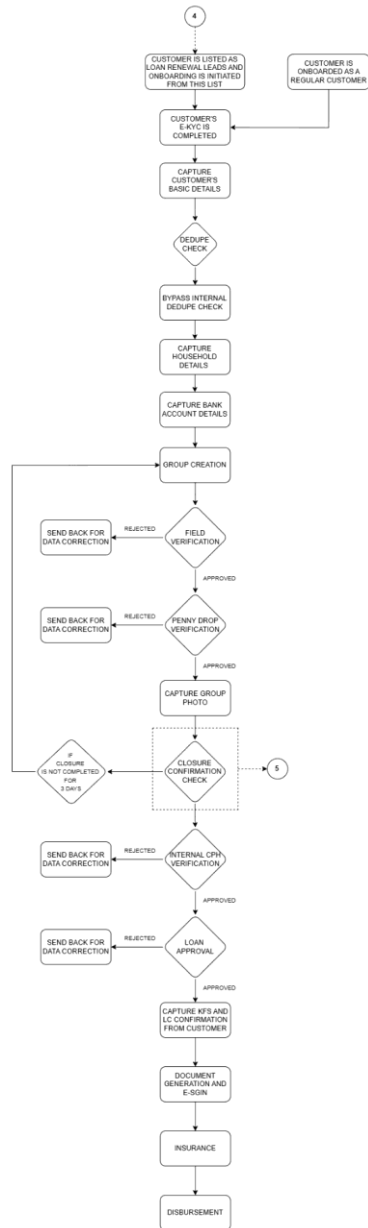 4
CUSTOMER IS LISTED AS
LOAN RENEWAL LEADS AND
ONBOARDING IS INITIATED
FROM THIS LIST
CUSTOMER IS
ONBOARDED AS A
REGULAR CUSTOMER
CUSTOMER'S
E-KYC IS
COMPLETED
CAPTURE
CUSTOMER'S
BASIC DETAILS
DEDUPE
CHECK
BYPASS INTERNAL
DEDUPE CHECK
CAPTURE
HOUSEHOLD
DETAILS
CAPTURE BANK
ACCOUNT DETAILS
GROUP CREATION
SEND BACK FOR
DATA CORRECTION
REJECTED
FIELD
VERIFICATION
APPROVED
SEND BACK FOR
DATA CORRECTION
REJECTED
PENNY DROP
VERIFICATION
APPROVED
CAPTURE GROUP
PHOTO
IF
CLOSURE
IS NOT COMPLETED
FOR
3 DAYS
CLOSURE
CONFIRMATION
CHECK
5
SEND BACK FOR
DATA CORRECTION
REJECTED
INTERNAL CPH
VERIFICATION
APPROVED
SEND BACK FOR
DATA CORRECTION
REJECTED
LOAN
APPROVAL
APPROVED
CAPTURE KFS AND
LC CONFIRMATION
FROM CUSTOMER
DOCUMENT
GENERATION AND
E-SGIN
INSURANCE
DISBURSEMENT